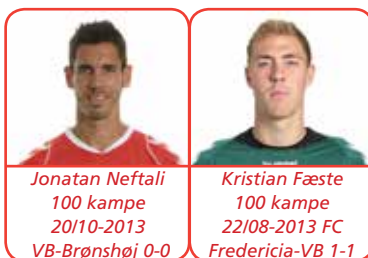 Jonatan Neftali
100 kampe
20/10-2013
VB-Brønshøj 0-0
Kristian Fæste
100 kampe
22/08-2013 FC
Fredericia-VB 1-1